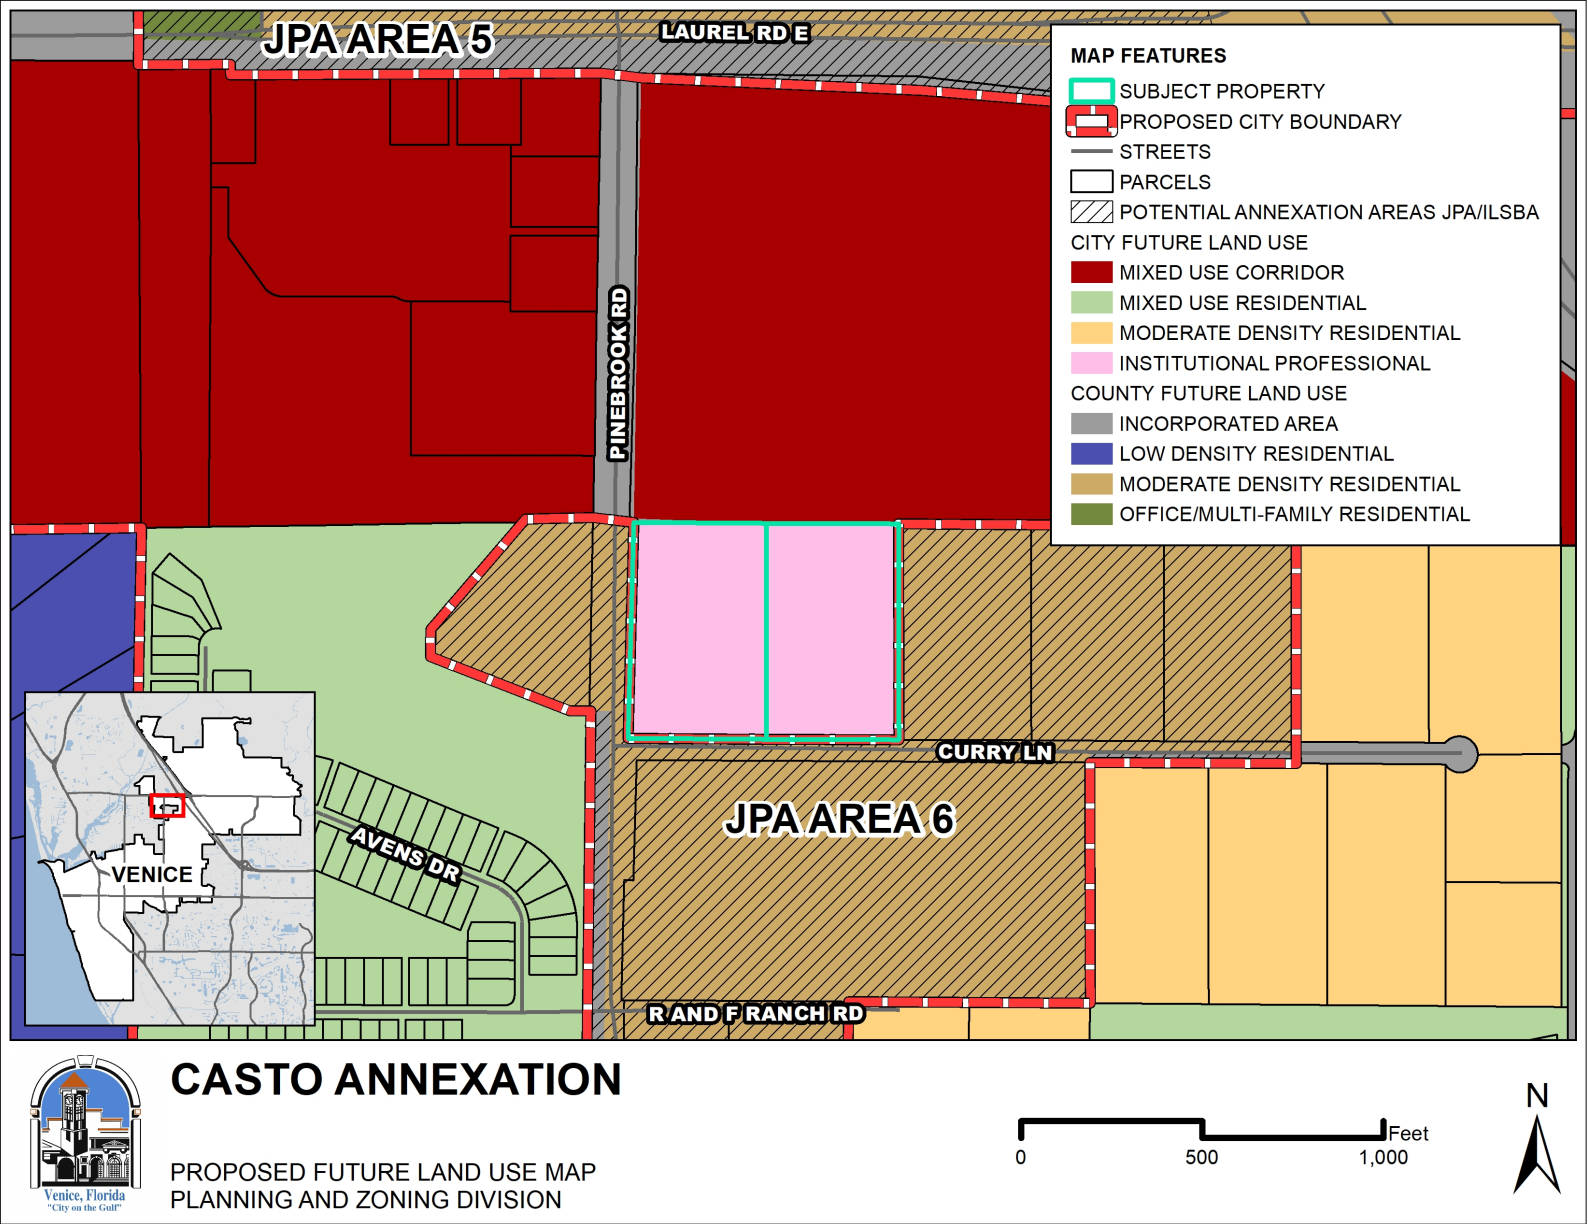 JPA AREA 5
LAUREL RD E
MAP FEATURES
SUBJECT PROPERTY
PROPOSED CITY BOUNDARY
STREETS
PARCELS
POTENTIAL ANNEXATION AREAS JPA/ILSBA
CITY FUTURE LAND USE
MIXED USE CORRIDOR
MIXED USE RESIDENTIAL
MODERATE DENSITY RESIDENTIAL
INSTITUTIONAL PROFESSIONAL
COUNTY FUTURE LAND USE
INCORPORATED AREA
LOW DENSITY RESIDENTIAL
MODERATE DENSITY RESIDENTIAL
OFFICE/MULTI-FAMILY RESIDENTIAL
PINEBROOK RD
CURRY LN
JPA AREA 6
AVENS DR
VENICE
R AND F RANCH RD
CASTO ANNEXATION
PROPOSED FUTURE LAND USE MAP
PLANNING AND ZONING DIVISION
Venice, Florida
"City on the Gulf"
Feet
0 500 1,000
N